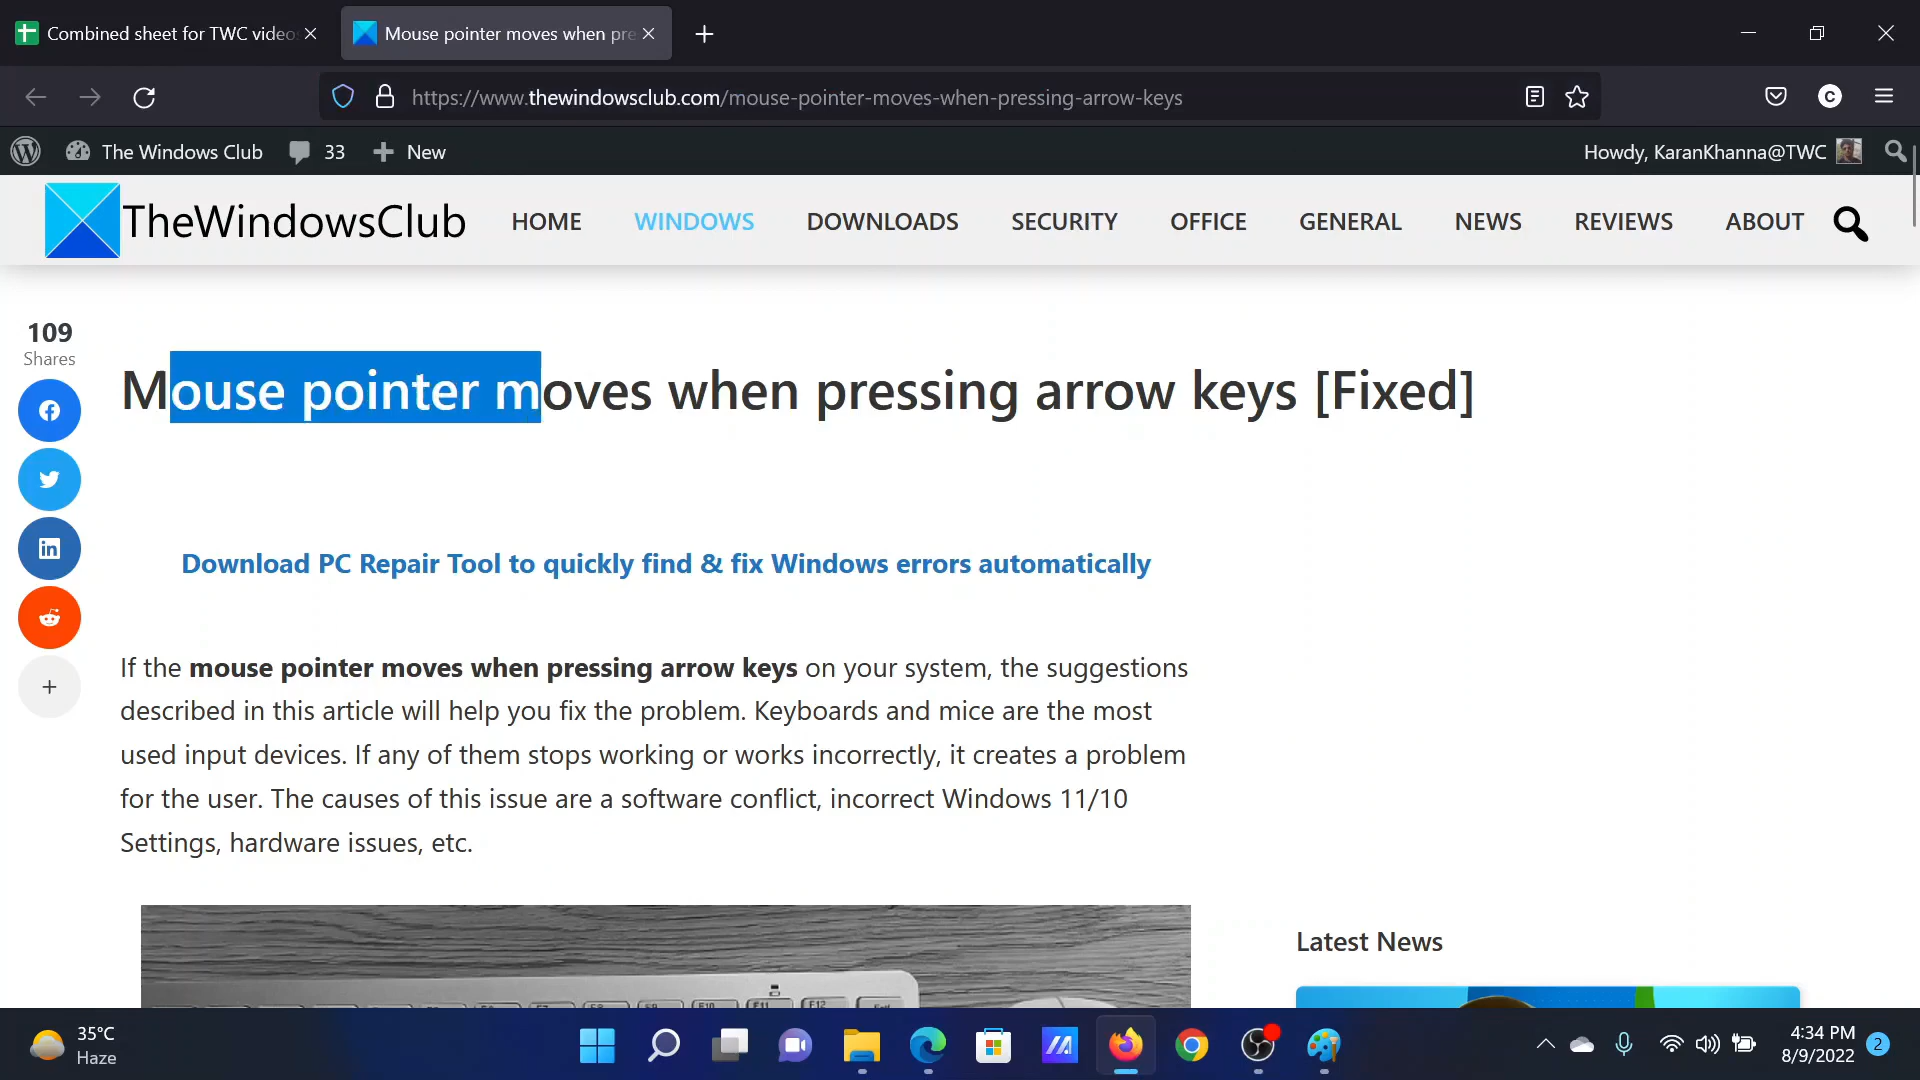 Combined sheet for TWC video
Mouse pointer moves when pre
https://www.thewindowsclub.com/mouse-pointer-moves-when-pressing-arrow-keys
C
The Windows Club
33
New
Howdy, KaranKhanna@TWC
TheWindowsClub
HOME
WINDOWS
DOWNLOADS
SECURITY
OFFICE
GENERAL
NEWS
REVIEWS
ABOUT
109
Shares
Mouse pointer moves when pressing arrow keys [Fixed]
Download PC Repair Tool to quickly find & fix Windows errors automatically
If the mouse pointer moves when pressing arrow keys on your system, the suggestions
described in this article will help you fix the problem. Keyboards and mice are the most
used input devices. If any of them stops working or works incorrectly, it creates a problem
for the user. The causes of this issue are a software conflict, incorrect Windows 11/10
Settings, hardware issues, etc.
F10
F11
F12
Latest News
35°C
Haze
4:34 PM
8/9/2022
2